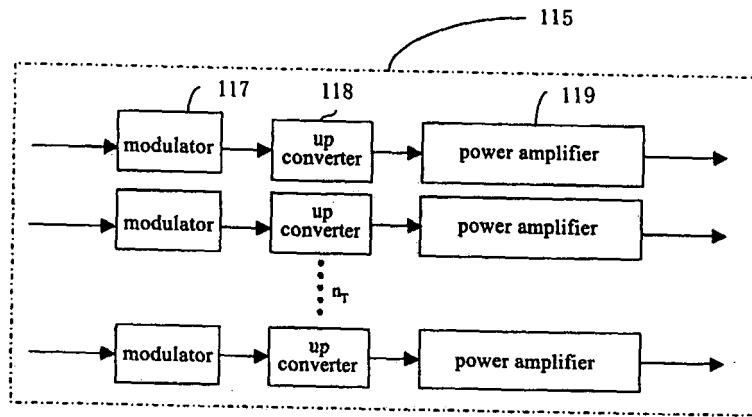 115
117
118
119
modulator
up
converter
power amplifier
modulator
up
converter
power amplifier
n_T
modulator
up
converter
power amplifier